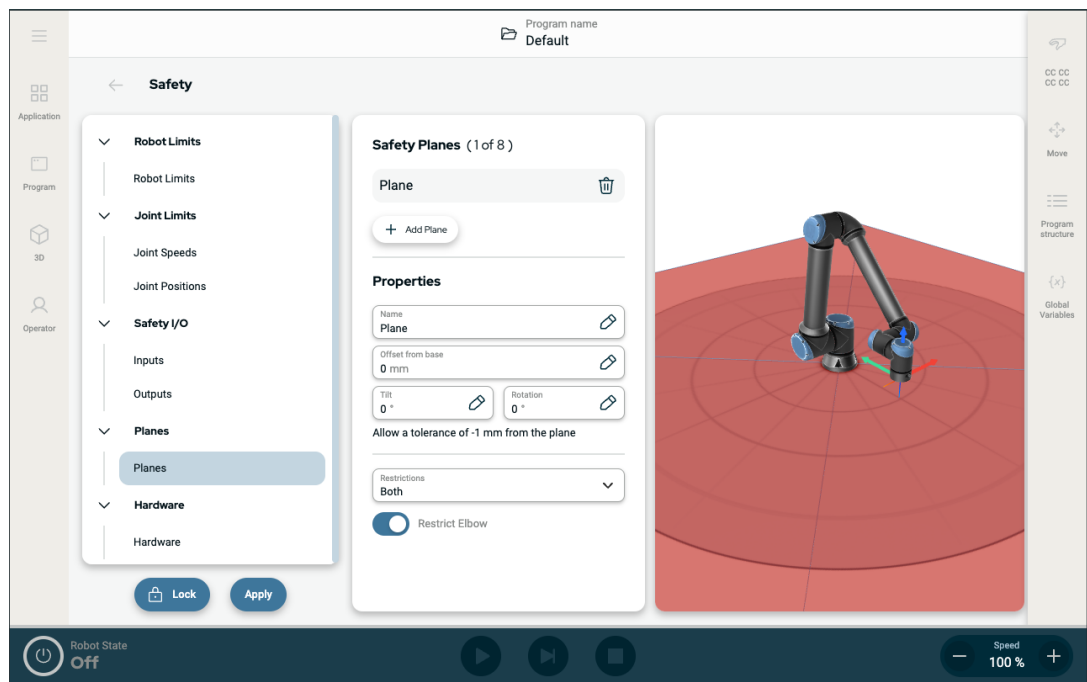 Program name
Default
CC CC
CC CC
Safety
Application
Program
3D
Operator
Robot Limits
Robot Limits
Joint Limits
Joint Speeds
Joint Positions
Safety I/O
Inputs
Outputs
Planes
Planes
Hardware
Hardware
Lock
Apply
Safety Planes (1 of 8)
Plane
Add Plane
Properties
Name
Plane
Offset from base
0 mm
Tilt
0 °
Rotation
0 °
Allow a tolerance of -1 mm from the plane
Restrictions
Both
Restrict Elbow
Move
Program
structure
{x}
Global
Variables
Robot State
Off
Speed
100 %